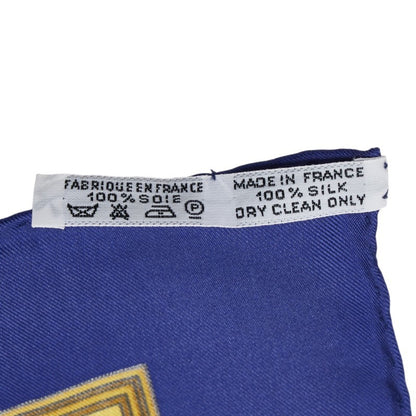 FABRIQUE EN FRANCE
100% SOIE
P
MADE IN FRANCE
100% SILK
DRY CLEAN ONLY